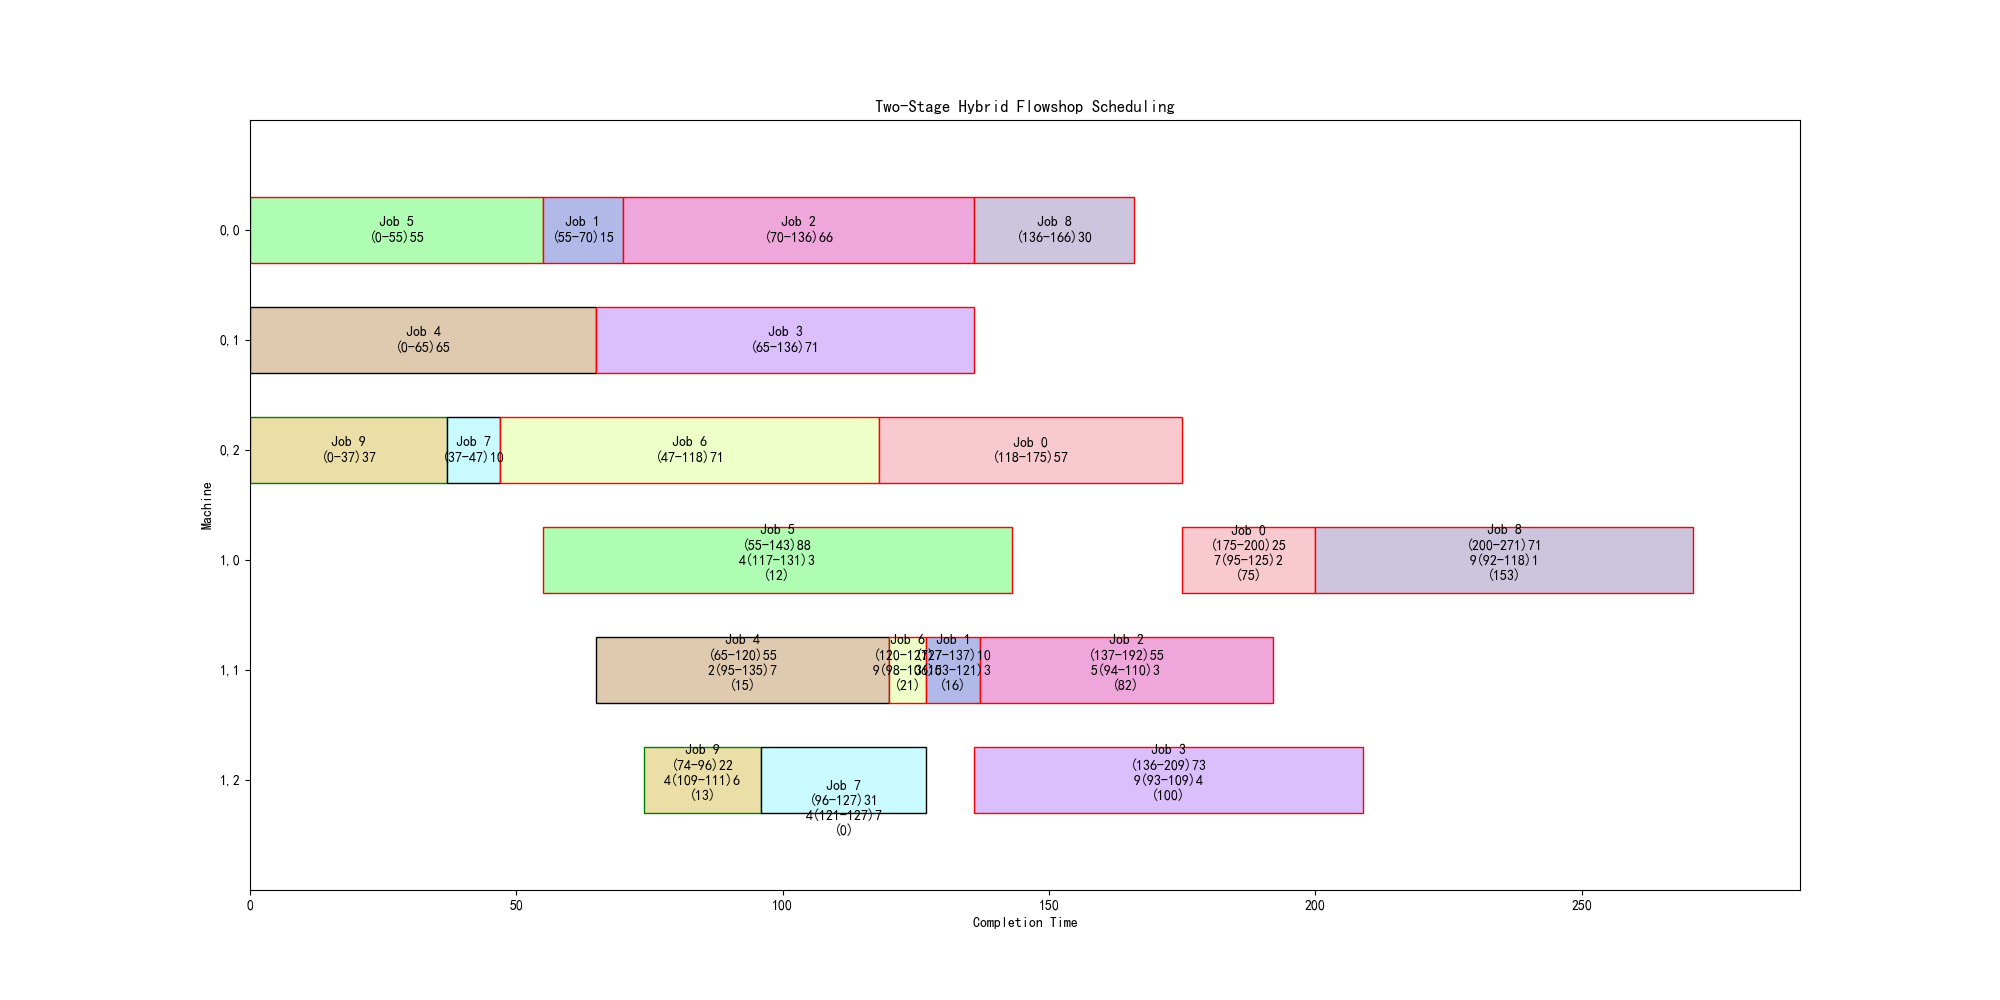 Two-Stage Hybrid Flowshop Scheduling
0,0
Job 5
(0-55)55
Job 1
(55-70)15
Job 2
(70-136)66
Job 8
(136-166)30
0,1
Job 4
(0-65)65
Job 3
(65-136)71
0,2
Job 9
(0-37)37
Job 7
(37-47)10
Job 6
(47-118)71
Job 0
(118-175)57
Machine
1,0
Job 5
(55-143)88
4(117-131)3
(12)
Job 0
(175-200)25
7(95-125)2
(75)
Job 8
(200-271)71
9(92-118)1
(153)
1,1
Job 4
(65-120)55
2(95-135)7
(15)
Job 6
(120-127)7
(21)
Job 1
(127-137)10
(16)
Job 2
(137-192)55
5(94-110)3
(82)
1,2
Job 9
(74-96)22
4(109-111)6
(13)
Job 7
(96-127)31
4(121-127)7
(0)
Job 3
(136-209)73
9(93-109)4
(100)
0
50
100
150
200
250
Completion Time